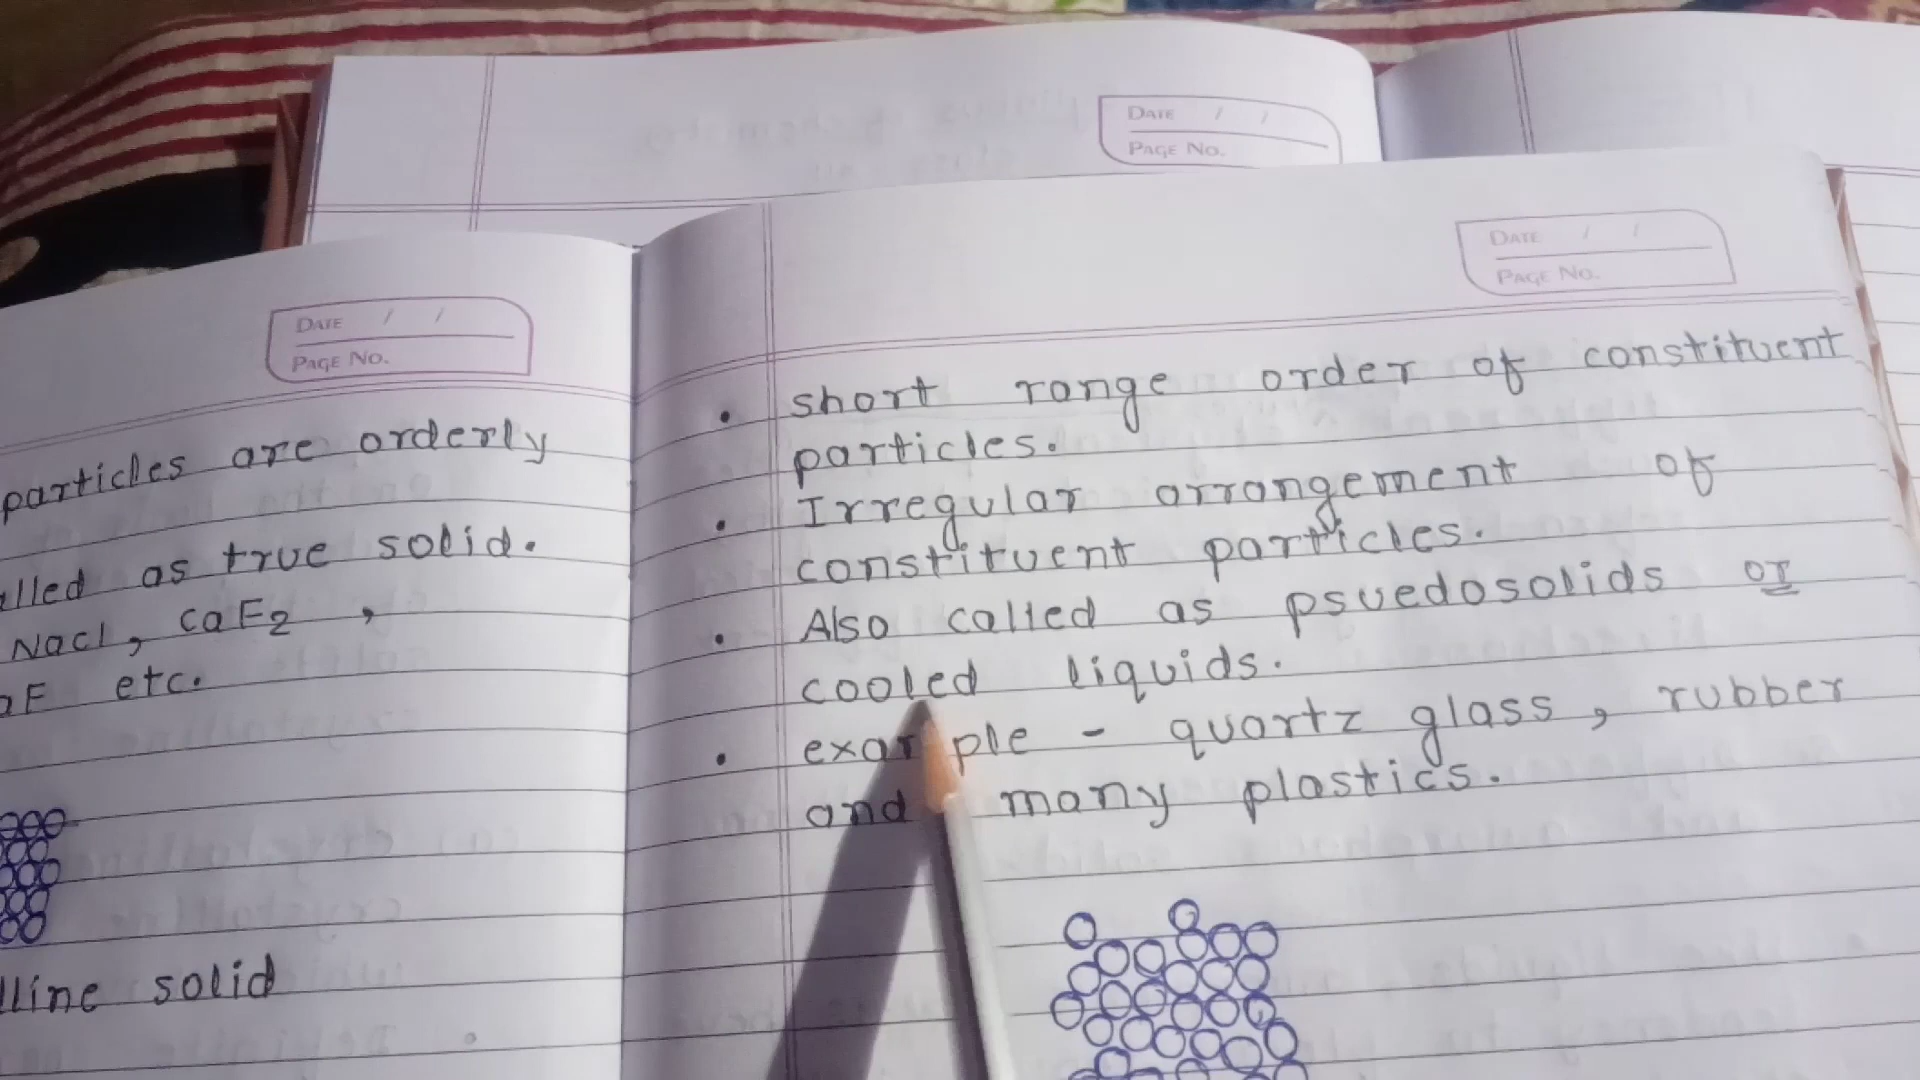 DATE / /
PAGE NO.
DATE / /
PAGE NO.
DATE / /
PAGE NO.
particles are orderly
lled as true solid.
NaCl, CaF2 ,
F etc.
lline solid
• short range order of constituent
particles.
• Irregular arrangement of
constituent particles.
• Also called as psuedosolids or
cooled liquids.
• example - quartz glass, rubber
and many plastics.